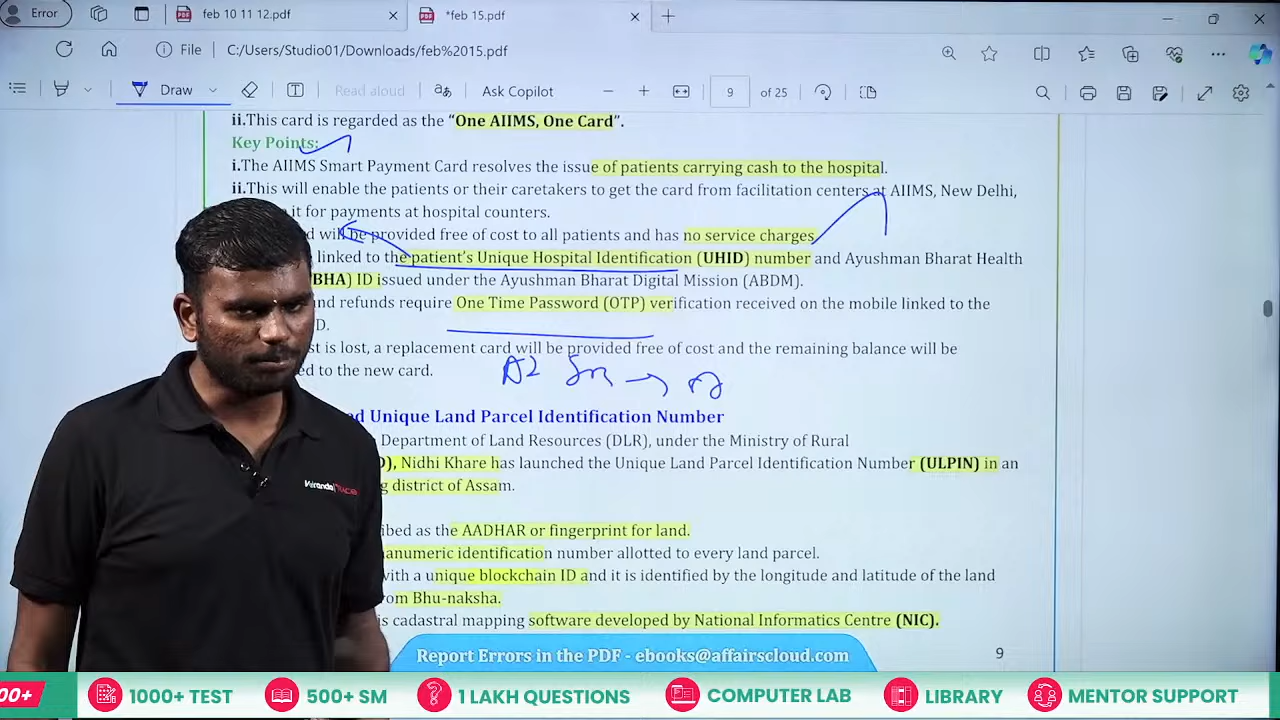 Error
feb 10 11 12.pdf
*feb 15.pdf
File
C:/Users/Studio01/Downloads/feb%2015.pdf
Draw
Read aloud
Ask Copilot
9
of 25
ii.This card is regarded as the “One AIIMS, One Card”.
Key Points:
i.The AIIMS Smart Payment Card resolves the issue of patients carrying cash to the hospital.
ii.This will enable the patients or their caretakers to get the card from facilitation centers at AIIMS, New Delhi,
it for payments at hospital counters.
will be provided free of cost to all patients and has no service charges
linked to the patient’s Unique Hospital Identification (UHID) number and Ayushman Bharat Health
BHA) ID issued under the Ayushman Bharat Digital Mission (ABDM).
nd refunds require One Time Password (OTP) verification received on the mobile linked to the
D.
st is lost, a replacement card will be provided free of cost and the remaining balance will be
ed to the new card.
d Unique Land Parcel Identification Number
Department of Land Resources (DLR), under the Ministry of Rural
D), Nidhi Khare has launched the Unique Land Parcel Identification Number (ULPIN) in an
g district of Assam.
ibed as the AADHAR or fingerprint for land.
anumeric identification number allotted to every land parcel.
with a unique blockchain ID and it is identified by the longitude and latitude of the land
om Bhu-naksha.
is cadastral mapping software developed by National Informatics Centre (NIC).
Report Errors in the PDF - ebooks@affairscloud.com
9
00+
1000+ TEST
500+ SM
1 LAKH QUESTIONS
COMPUTER LAB
LIBRARY
MENTOR SUPPORT